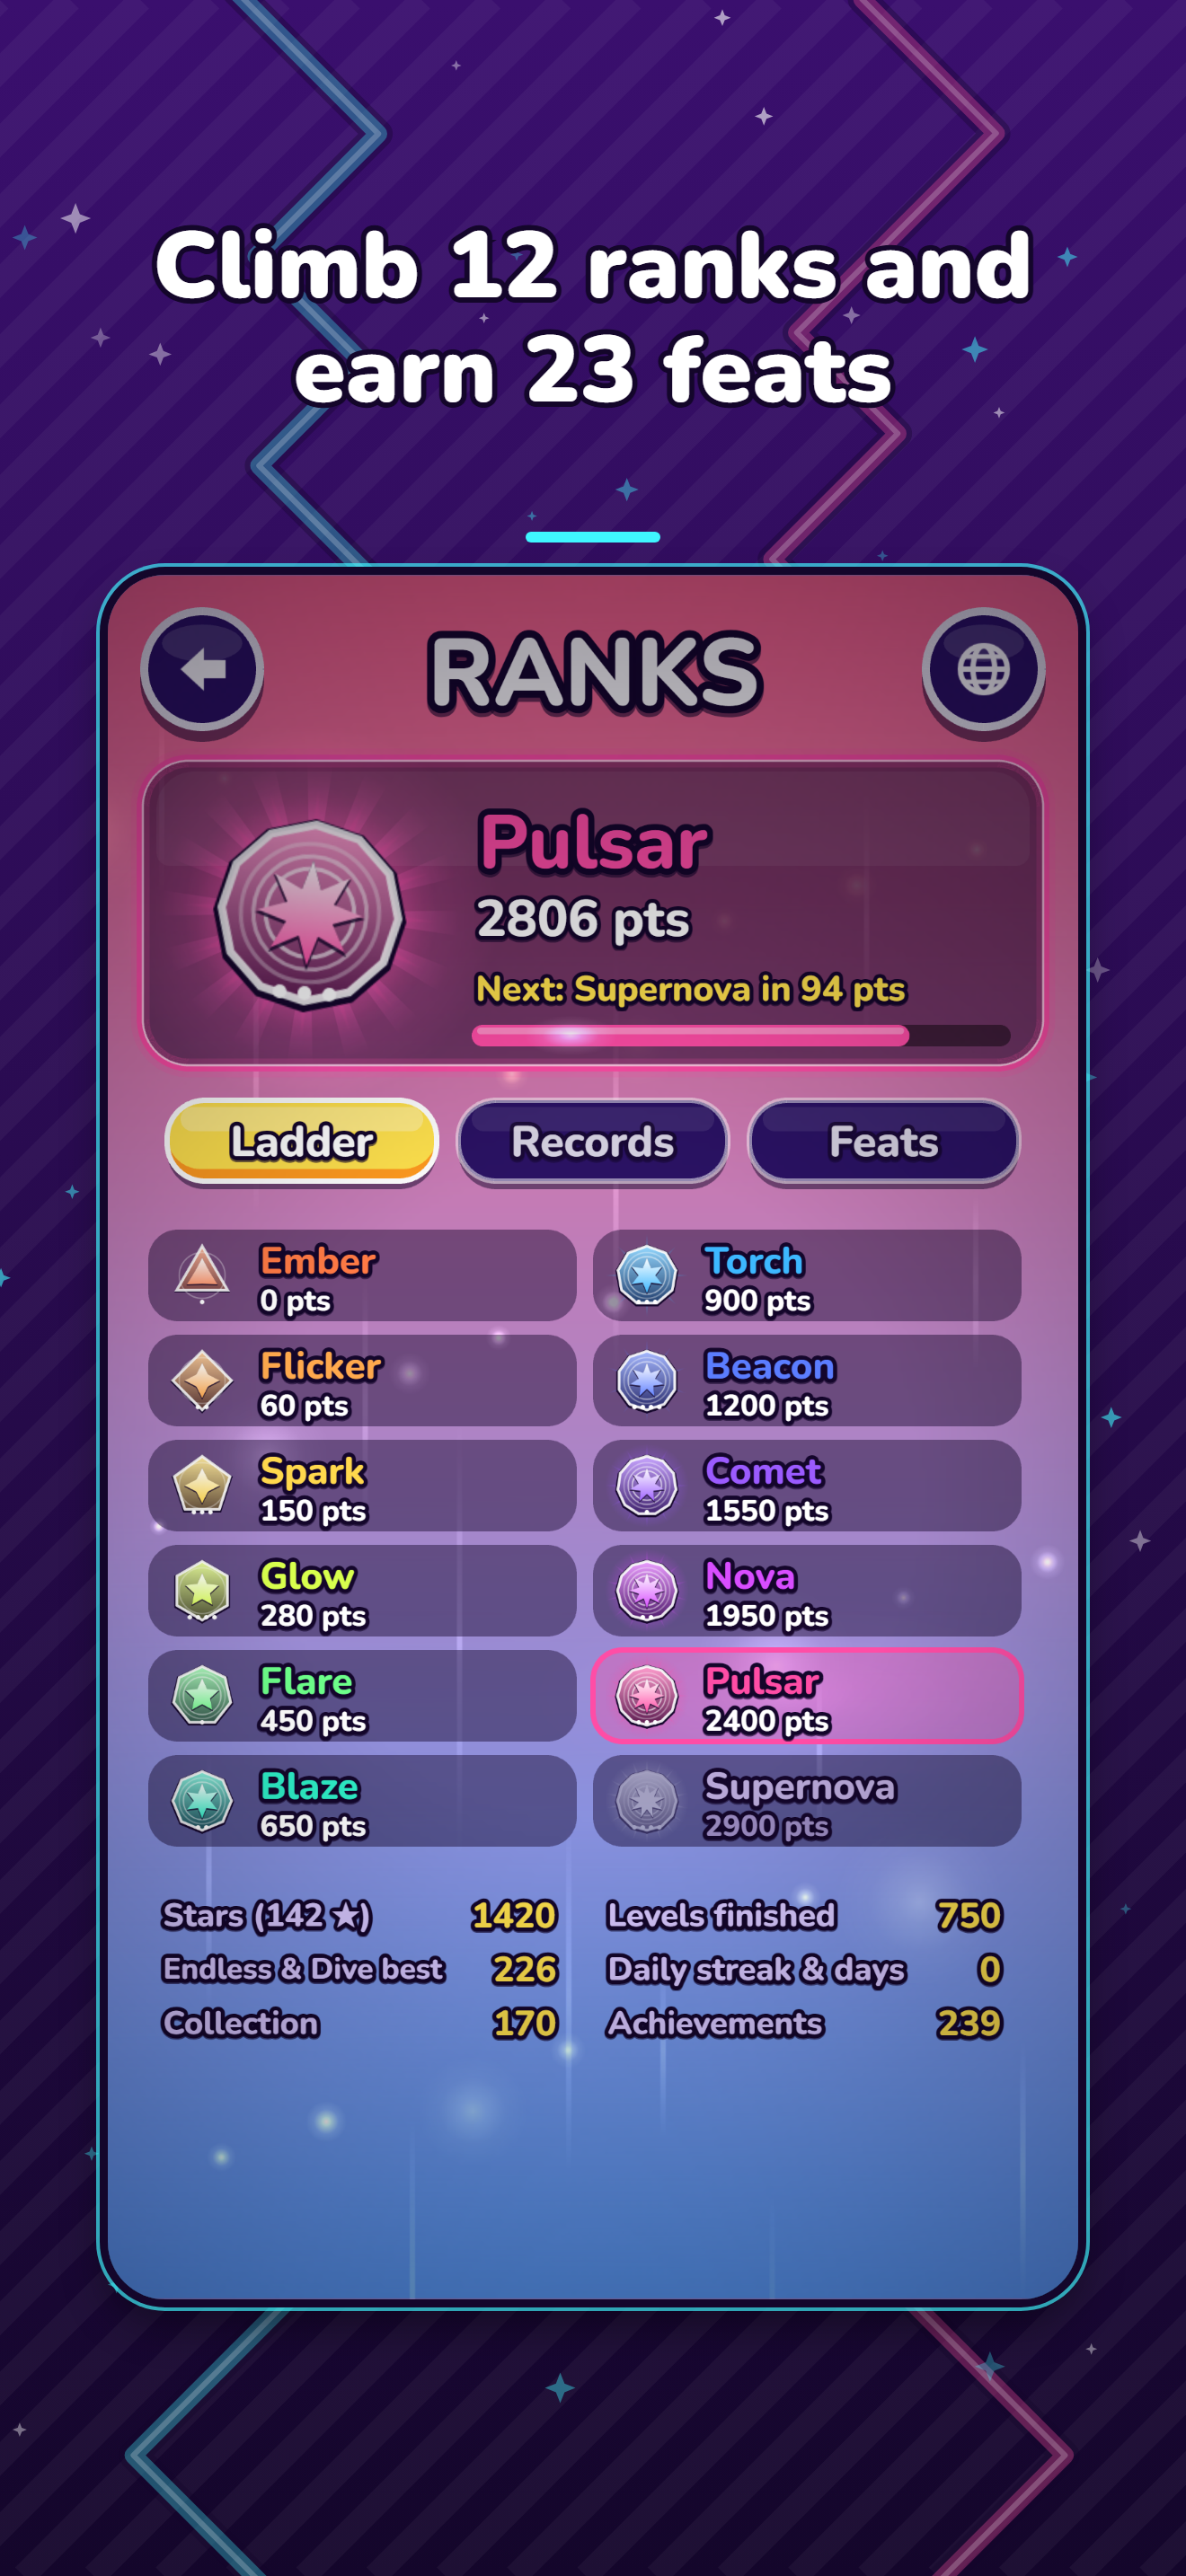 Climb 12 ranks and
earn 23 feats
RANKS
Pulsar
2806 pts
Next: Supernova in 94 pts
Ladder
Records
Feats
Ember
0 pts
Flicker
60 pts
Spark
150 pts
Glow
280 pts
Flare
450 pts
Blaze
650 pts
Torch
900 pts
Beacon
1200 pts
Comet
1550 pts
Nova
1950 pts
Pulsar
2400 pts
Supernova
2900 pts
Stars (142 ★) 1420
Endless & Dive best 226
Collection 170
Levels finished 750
Daily streak & days 0
Achievements 239